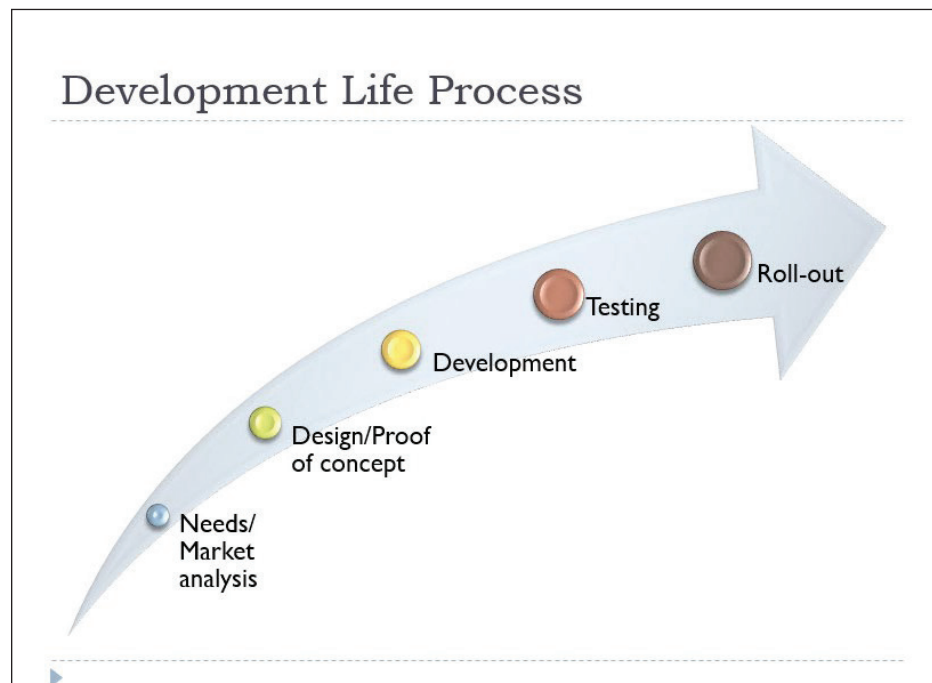 Development Life Process
Roll-out
Testing
Development
Design/Proof
of concept
Needs/
Market
analysis